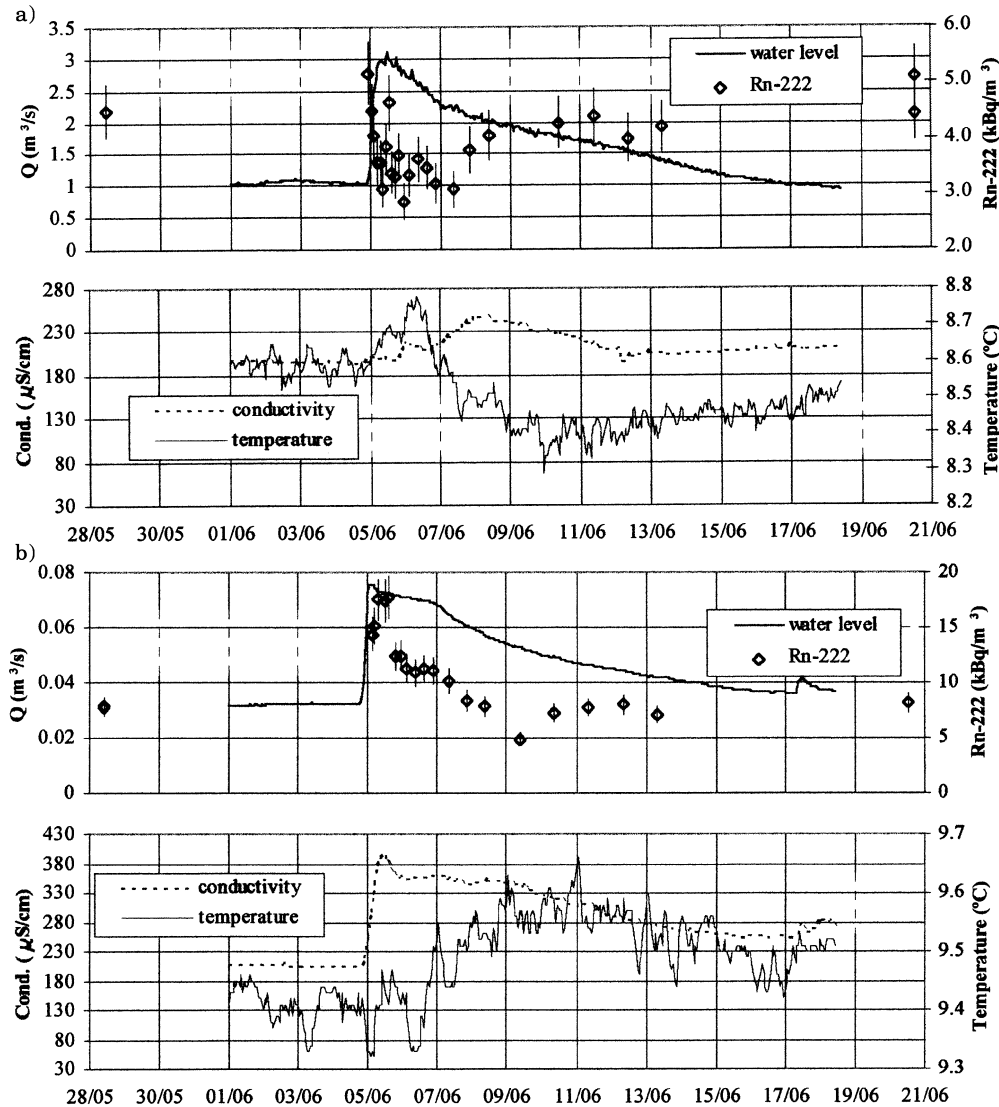 a)
3.5
3
2.5
2
1.5
1
0.5
0
Q (m³/s)
6.0
5.0
4.0
3.0
2.0
Rn-222 (kBq/m³)
water level
Rn-222
280
230
180
130
80
30
Cond. (μS/cm)
8.8
8.7
8.6
8.5
8.4
8.3
8.2
Temperature (°C)
conductivity
temperature
28/05 30/05 01/06 03/06 05/06 07/06 09/06 11/06 13/06 15/06 17/06 19/06 21/06
b)
0.08
0.06
0.04
0.02
0
Q (m³/s)
20
15
10
5
0
Rn-222 (kBq/m³)
water level
Rn-222
430
380
330
280
230
180
130
80
30
Cond. (μS/cm)
9.7
9.6
9.5
9.4
9.3
Temperature (°C)
conductivity
temperature
28/05 30/05 01/06 03/06 05/06 07/06 09/06 11/06 13/06 15/06 17/06 19/06 21/06